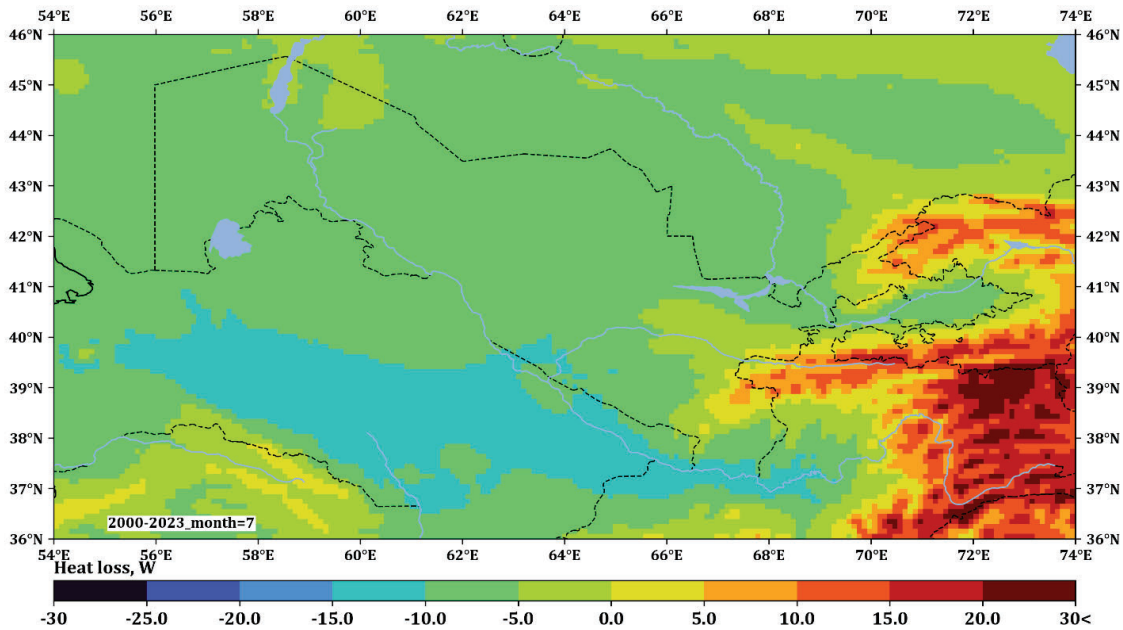 54°E 56°E 58°E 60°E 62°E 64°E 66°E 68°E 70°E 72°E 74°E
46°N 46°N
45°N 45°N
44°N 44°N
43°N 43°N
42°N 42°N
41°N 41°N
40°N 40°N
39°N 39°N
38°N 38°N
37°N 37°N
2000-2023_month=7
36°N 36°N
54°E 56°E 58°E 60°E 62°E 64°E 66°E 68°E 70°E 72°E 74°E
Heat loss, W
-30 -25.0 -20.0 -15.0 -10.0 -5.0 0.0 5.0 10.0 15.0 20.0 30<